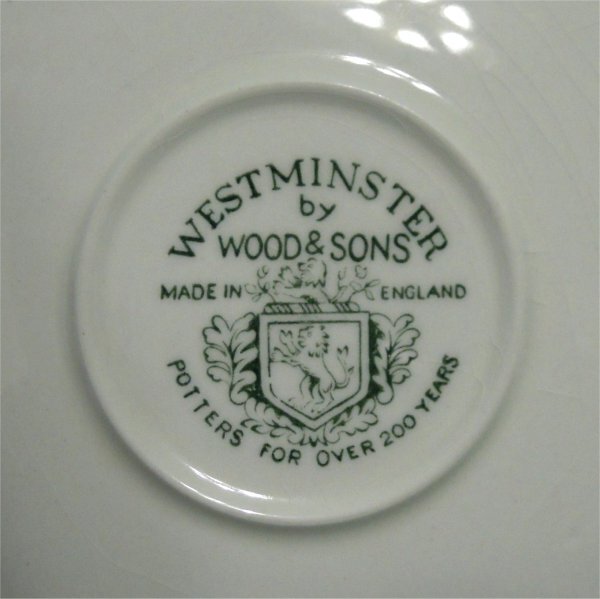 WESTMINSTER
by
WOOD & SONS
MADE IN ENGLAND
POTTERS FOR OVER 200 YEARS